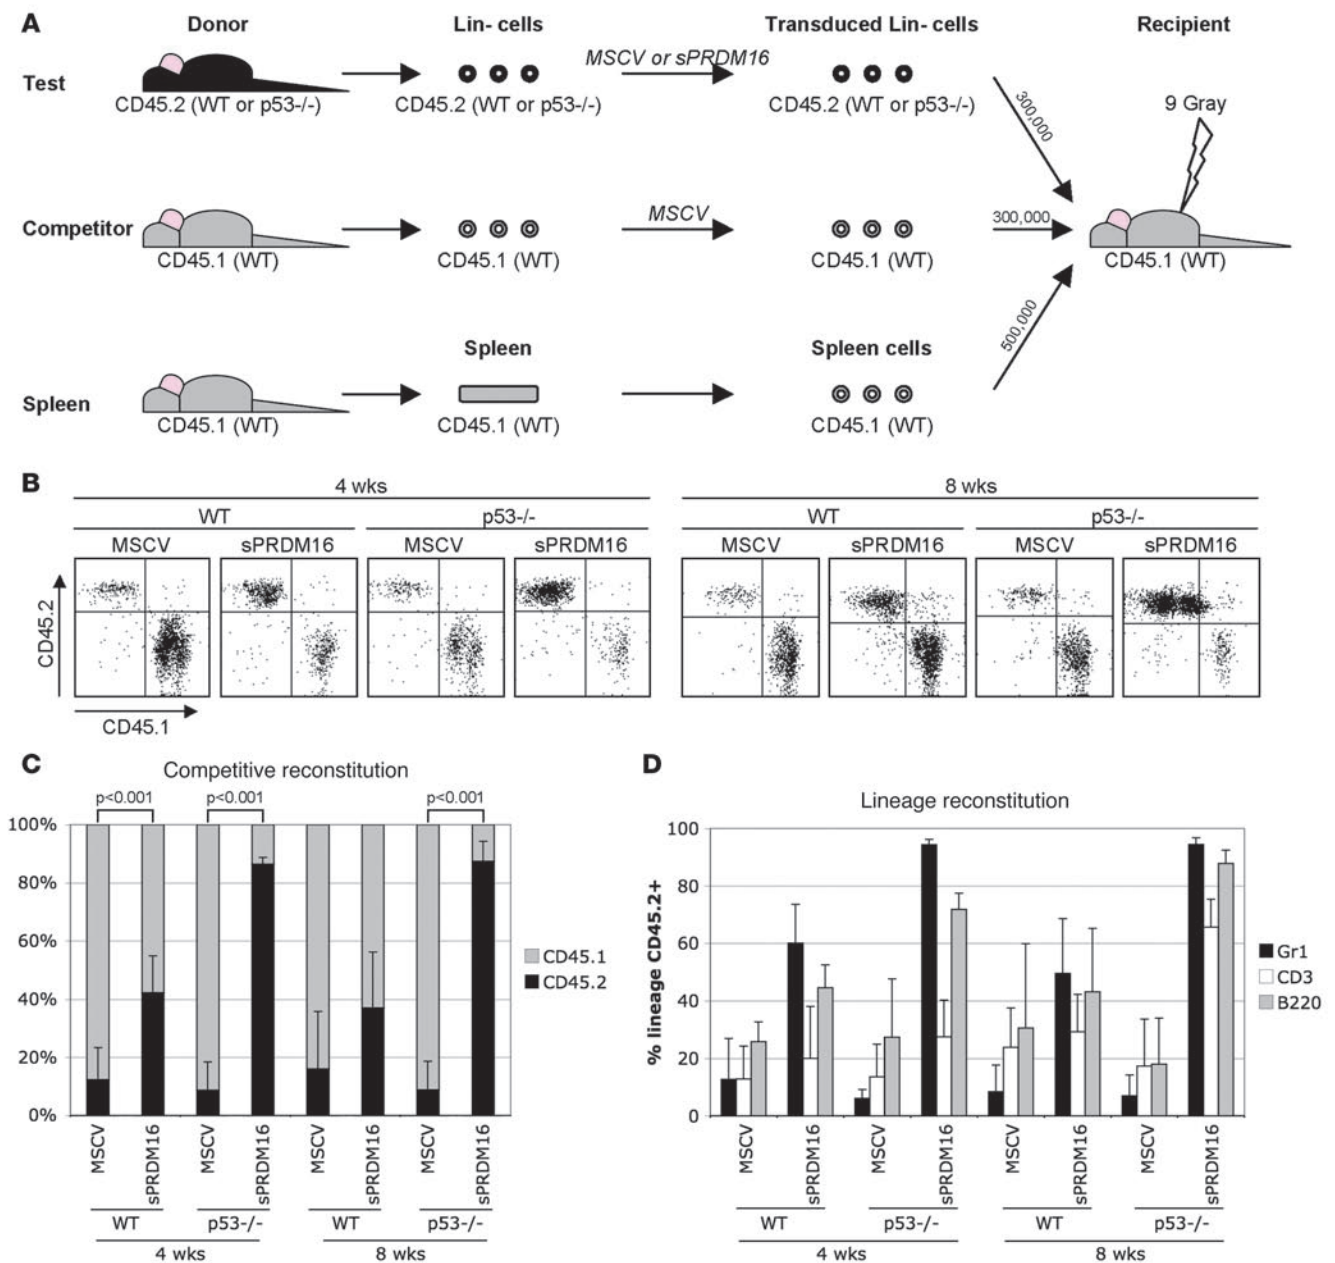 A
Donor Lin- cells Transduced Lin- cells Recipient
MSCV or sPRDM16
Test
CD45.2 (WT or p53-/-) CD45.2 (WT or p53-/-) CD45.2 (WT or p53-/-)
300,000
9 Gray
Competitor
MSCV
300,000
CD45.1 (WT) CD45.1 (WT) CD45.1 (WT) CD45.1 (WT)
500,000
Spleen Spleen cells
Spleen
CD45.1 (WT) CD45.1 (WT) CD45.1 (WT)
B
4 wks 8 wks
WT p53-/- WT p53-/-
MSCV sPRDM16 MSCV sPRDM16 MSCV sPRDM16 MSCV sPRDM16
CD45.2
CD45.1
C
Competitive reconstitution
p<0.001 p<0.001 p<0.001
100%
80%
60%
40%
20%
0%
CD45.1
CD45.2
MSCV sPRDM16 MSCV sPRDM16 MSCV sPRDM16 MSCV sPRDM16
WT p53-/- WT p53-/-
4 wks 8 wks
D
Lineage reconstitution
% lineage CD45.2+
100
80
60
40
20
0
Gr1
CD3
B220
MSCV sPRDM16 MSCV sPRDM16 MSCV sPRDM16 MSCV sPRDM16
WT p53-/- WT p53-/-
4 wks 8 wks